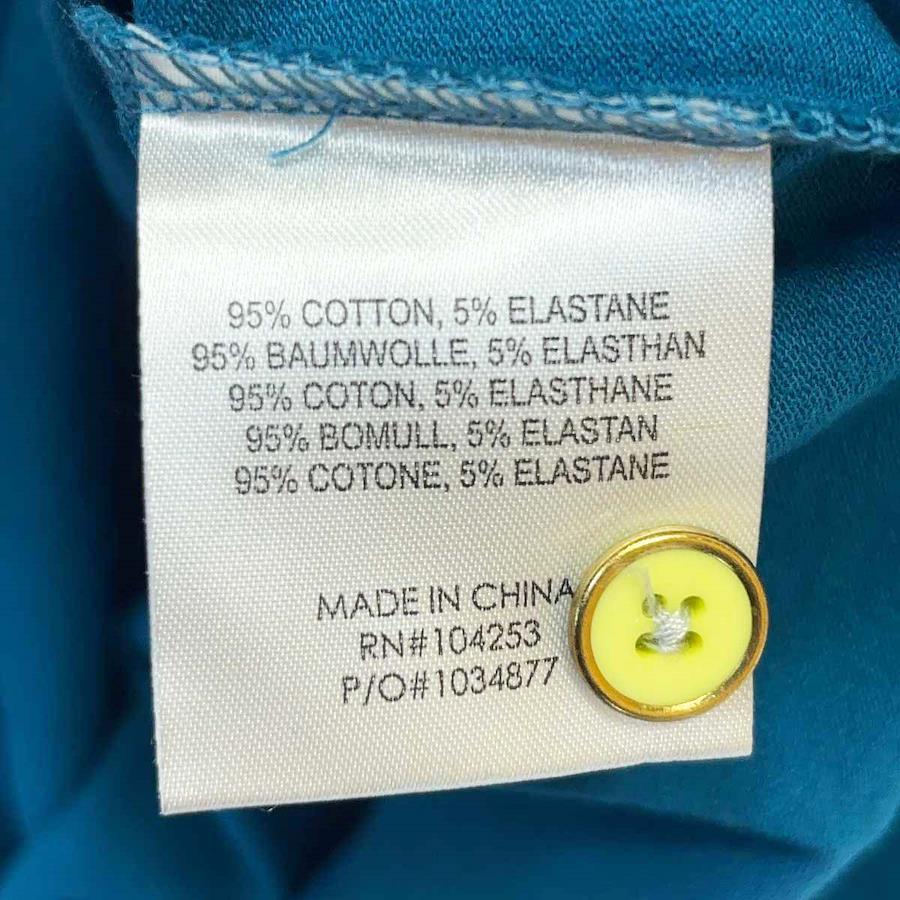 95% COTTON, 5% ELASTANE
95% BAUMWOLLE, 5% ELASTHAN
95% COTON, 5% ELASTHANE
95% BOMULL, 5% ELASTAN
95% COTONE, 5% ELASTANE
MADE IN CHINA
RN#104253
P/O#1034877